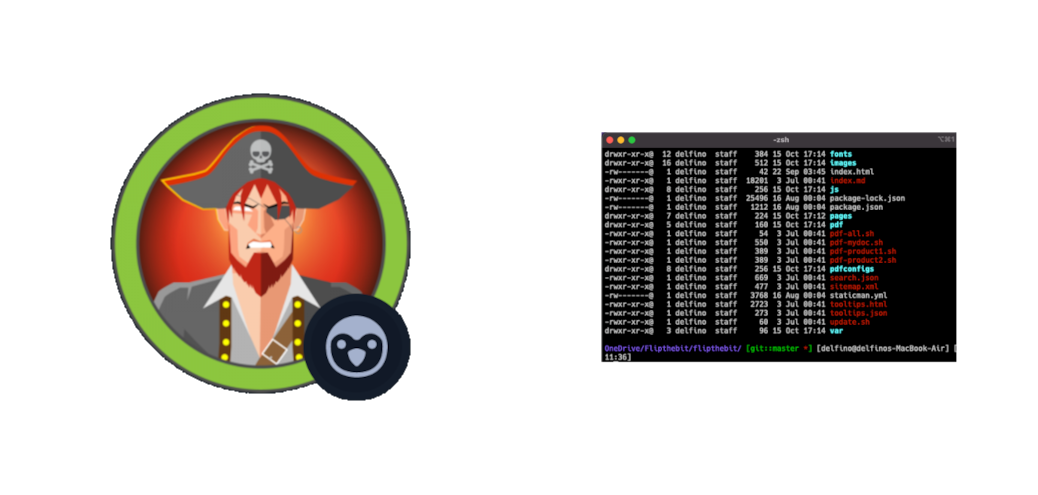 -zsh
⌥⌘1
drwxr-xr-x@ 12 delfino staff 384 15 Oct 17:14 fonts
drwxr-xr-x@ 16 delfino staff 512 15 Oct 17:14 images
-rw-------@ 1 delfino staff 42 22 Sep 03:45 index.html
-rwxr-xr-x@ 1 delfino staff 18201 3 Jul 00:41 index.md
drwxr-xr-x@ 8 delfino staff 256 15 Oct 17:14 js
-rw-------@ 1 delfino staff 25496 16 Aug 00:04 package-lock.json
-rw-------@ 1 delfino staff 1212 16 Aug 00:04 package.json
drwxr-xr-x@ 7 delfino staff 224 15 Oct 17:12 pages
drwxr-xr-x@ 5 delfino staff 160 15 Oct 17:14 pdf
-rwxr-xr-x@ 1 delfino staff 54 3 Jul 00:41 pdf-all.sh
-rwxr-xr-x@ 1 delfino staff 550 3 Jul 00:41 pdf-mydoc.sh
-rwxr-xr-x@ 1 delfino staff 389 3 Jul 00:41 pdf-product1.sh
-rwxr-xr-x@ 1 delfino staff 389 3 Jul 00:41 pdf-product2.sh
drwxr-xr-x@ 8 delfino staff 256 15 Oct 17:14 pdfconfigs
-rwxr-xr-x@ 1 delfino staff 669 3 Jul 00:41 search.json
-rwxr-xr-x@ 1 delfino staff 477 3 Jul 00:41 sitemap.xml
-rw-------@ 1 delfino staff 3768 16 Aug 00:04 staticman.yml
-rwxr-xr-x@ 1 delfino staff 2723 3 Jul 00:41 tooltips.html
-rwxr-xr-x@ 1 delfino staff 273 3 Jul 00:41 tooltips.json
-rwxr-xr-x@ 1 delfino staff 60 3 Jul 00:41 update.sh
drwxr-xr-x@ 3 delfino staff 96 15 Oct 17:14 var
OneDrive/Flipthebit/flipthebit/ [git::master *] [delfino@delfinos-MacBook-Air] [
11:36]